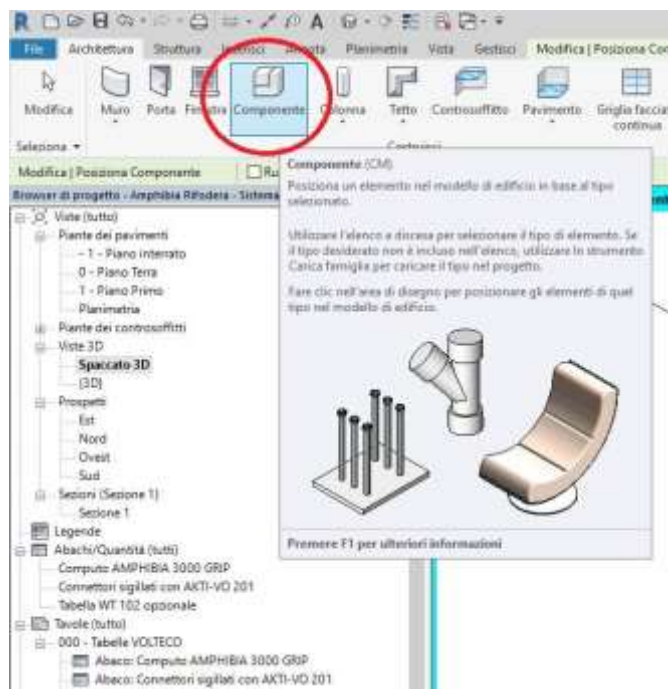 R A
File Architettura Struttura Inserisci Annota Planimetria Vista Gestisci Modifica | Posiziona Com
Modifica Muro Porta Finestra Componente Colonna Tetto Controsoffitto Pavimento Griglia facciata
continua
Seleziona
Modifica | Posiziona Componente
Browser di progetto - Amphibia Rifodera - Sistema
Componente (CM)
Posiziona un elemento nel modello di edificio in base al tipo
selezionato.
Utilizzare l'elenco a discesa per selezionare il tipo di elemento. Se
il tipo desiderato non è incluso nell'elenco, utilizzare lo strumento
Carica famiglia per caricare il tipo nel progetto.
Fare clic nell'area di disegno per posizionare gli elementi di quel
tipo nel modello di edificio.
Premere F1 per ulteriori informazioni
Viste (tutto)
Piante dei pavimenti
- 1 - Piano interrato
0 - Piano Terra
1 - Piano Primo
Planimetria
Piante dei controsoffitti
Viste 3D
Spaccato 3D
{3D}
Prospetti
Est
Nord
Ovest
Sud
Sezioni (Sezione 1)
Sezione 1
Legende
Abachi/Quantità (tutti)
Computo AMPHIBIA 3000 GRIP
Connettori sigillati con AKTI-VO 201
Tabella WT 102 opzionale
Tavole (tutto)
000 - Tabelle VOLTECO
Abaco: Computo AMPHIBIA 3000 GRIP
Abaco: Connettori sigillati con AKTI-VO 201